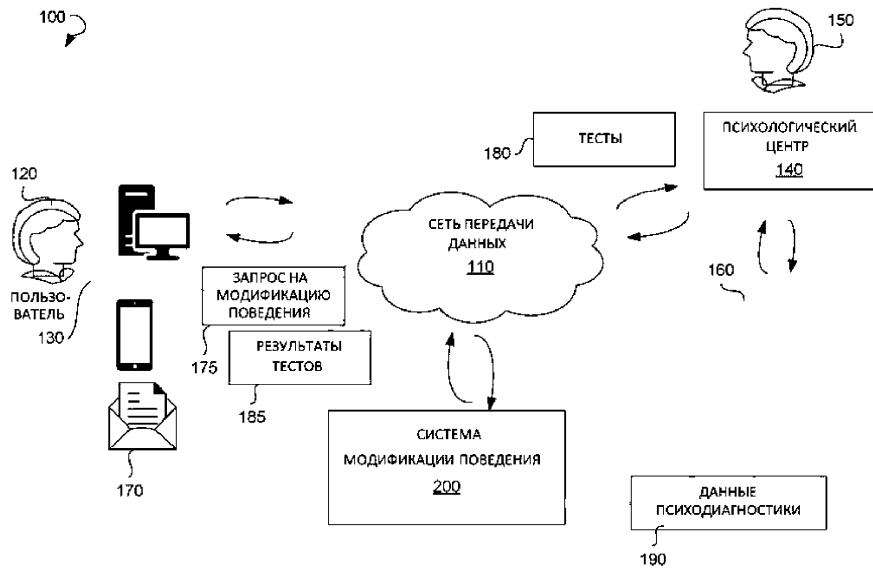 100
150
180
ТЕСТЫ
ПСИХОЛОГИЧЕСКИЙ
ЦЕНТР
140
120
СЕТЬ ПЕРЕДАЧИ
ДАННЫХ
110
160
ПОЛЬЗО-
ВАТЕЛЬ
130
ЗАПРОС НА
МОДИФИКАЦИЮ
ПОВЕДЕНИЯ
175
РЕЗУЛЬТАТЫ
ТЕСТОВ
185
170
СИСТЕМА
МОДИФИКАЦИИ ПОВЕДЕНИЯ
200
ДАННЫЕ
ПСИХОДИАГНОСТИКИ
190